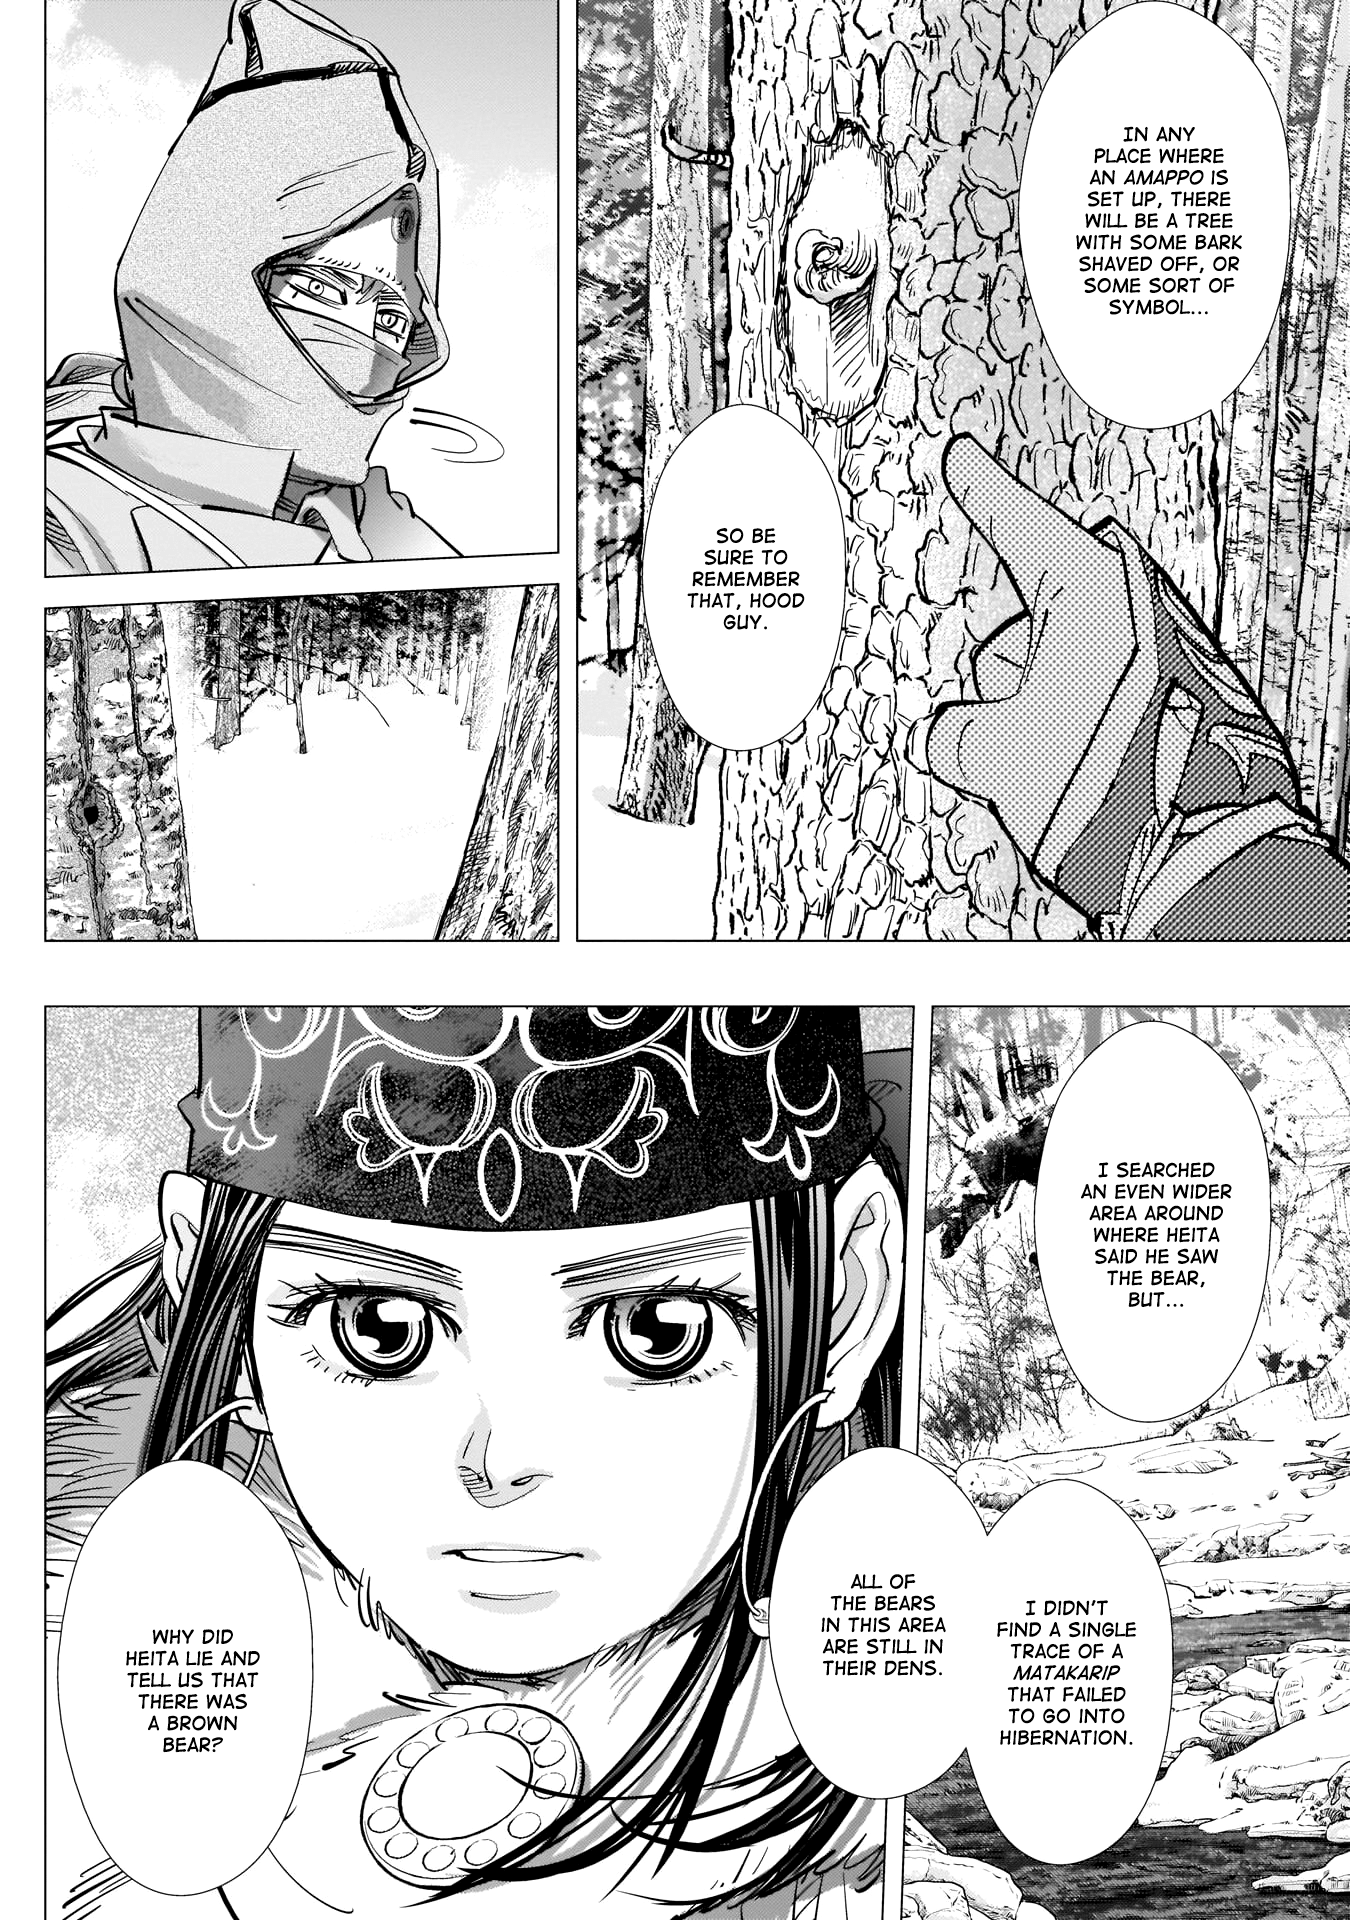 IN ANY
PLACE WHERE
AN AMAPPO IS
SET UP, THERE
WILL BE A TREE
WITH SOME BARK
SHAVED OFF, OR
SOME SORT OF
SYMBOL...
SO BE
SURE TO
REMEMBER
THAT, HOOD
GUY.
I SEARCHED
AN EVEN WIDER
AREA AROUND
WHERE HEITA
SAID HE SAW
THE BEAR,
BUT...
I DIDN'T
FIND A SINGLE
TRACE OF A
MATAKARIP
THAT FAILED
TO GO INTO
HIBERNATION.
ALL OF
THE BEARS
IN THIS AREA
ARE STILL IN
THEIR DENS.
WHY DID
HEITA LIE AND
TELL US THAT
THERE WAS
A BROWN
BEAR?